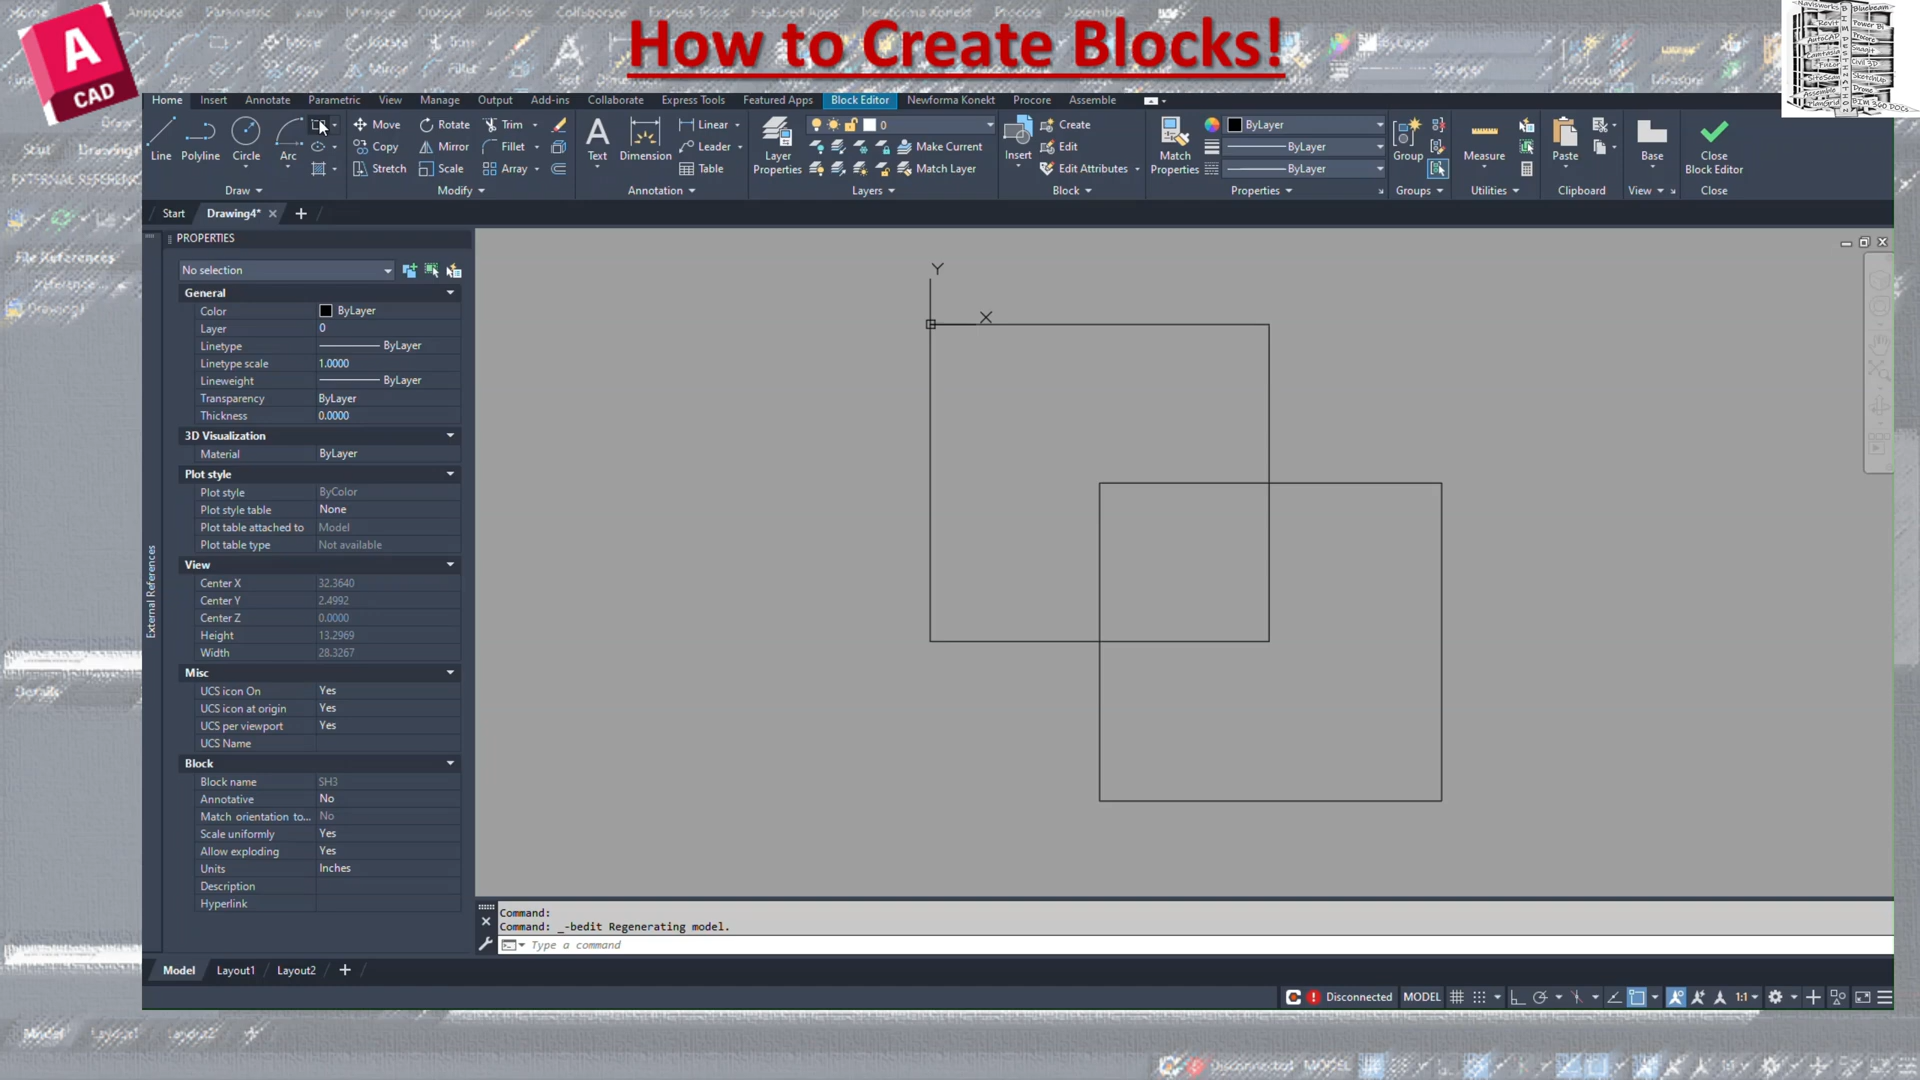 How to Create Blocks!
A
CAD
Home Insert Annotate Parametric View Manage Output Add-ins Collaborate Express Tools Featured Apps Block Editor Newforma Konekt Procore Assemble
Line Polyline Circle Arc
Move Rotate Trim
Copy Mirror Fillet
Stretch Scale Array
Text Dimension
Linear
Leader
Table
Layer Properties
0
Make Current
Match Layer
Insert
Create
Edit
Edit Attributes
Match Properties
ByLayer
ByLayer
ByLayer
Group Measure Paste Base
Close Block Editor
Draw Modify Annotation Layers Block Properties Groups Utilities Clipboard View Close
Start Drawing4*
PROPERTIES
No selection
General
Color ByLayer
Layer 0
Linetype ByLayer
Linetype scale 1.0000
Lineweight ByLayer
Transparency ByLayer
Thickness 0.0000
3D Visualization
Material ByLayer
Plot style
Plot style ByColor
Plot style table None
Plot table attached to Model
Plot table type Not available
View
Center X 32.3640
Center Y 2.4992
Center Z 0.0000
Height 13.2969
Width 28.3267
Misc
UCS icon On Yes
UCS icon at origin Yes
UCS per viewport Yes
UCS Name
Block
Block name SH3
Annotative No
Match orientation to... No
Scale uniformly Yes
Allow exploding Yes
Units Inches
Description
Hyperlink
External References
Y
X
Command:
Command: _-bedit Regenerating model.
Type a command
Model Layout1 Layout2
Disconnected MODEL 1:1